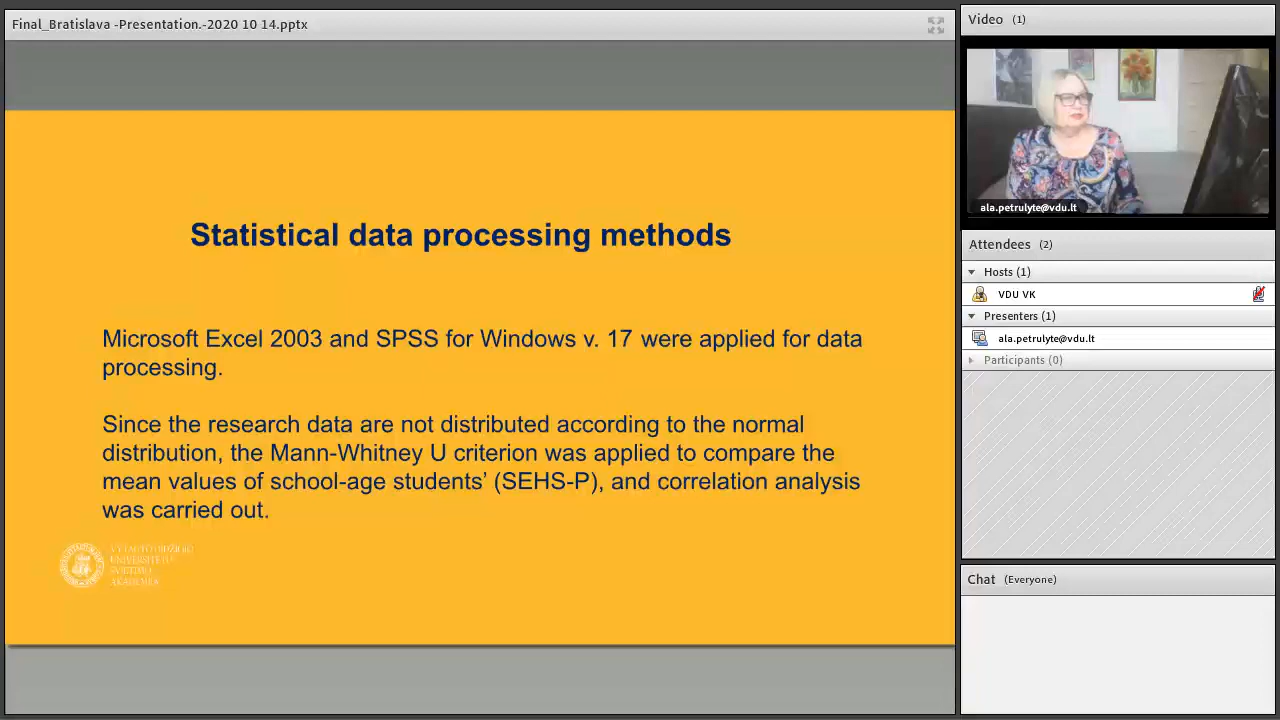 Final_Bratislava -Presentation.-2020 10 14.pptx
Statistical data processing methods
Microsoft Excel 2003 and SPSS for Windows v. 17 were applied for data
processing.
Since the research data are not distributed according to the normal
distribution, the Mann-Whitney U criterion was applied to compare the
mean values of school-age students’ (SEHS-P), and correlation analysis
was carried out.
Video (1)
ala.petrulyte@vdu.lt
Attendees (2)
Hosts (1)
VDU VK
Presenters (1)
ala.petrulyte@vdu.lt
Participants (0)
Chat (Everyone)